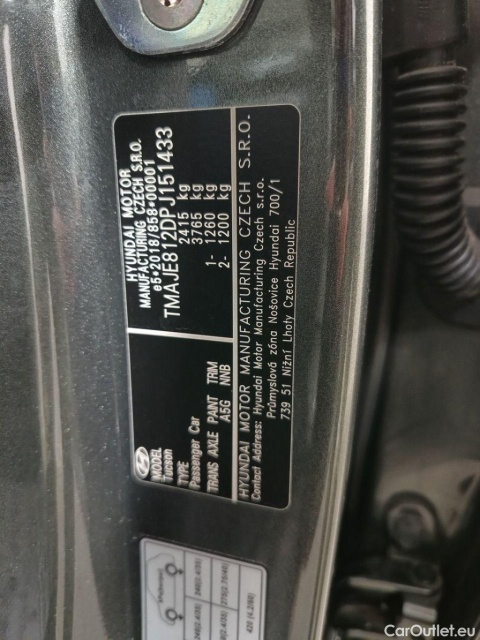 HYUNDAI MOTOR
MANUFACTURING CZECH S.R.O.
e5*2018/858*00001
TMAJE812DPJ151433
2415 kg
3765 kg
1- 1260 kg
2- 1200 kg
MODEL
Tucson
TYPE
Passenger Car
TRANS AXLE PAINT TRIM
A5G NNB
HYUNDAI MOTOR MANUFACTURING CZECH S.R.O.
Contact Address: Hyundai Motor Manufacturing Czech s.r.o.
Průmyslová zóna Nošovice Hyundai 700/1
739 51 Nižní Lhoty Czech Republic
CarOutlet.eu